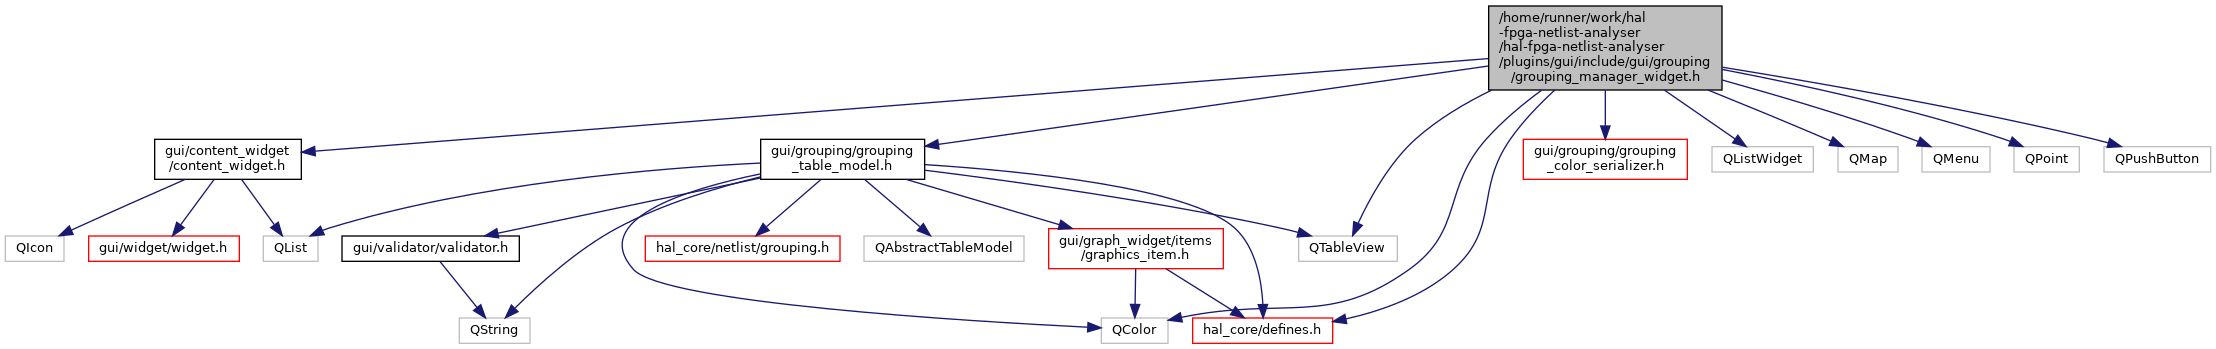 /home/runner/work/hal
-fpga-netlist-analyser
/hal-fpga-netlist-analyser
/plugins/gui/include/gui/grouping
/grouping_manager_widget.h
gui/content_widget
/content_widget.h
gui/grouping/grouping
_table_model.h
gui/grouping/grouping
_color_serializer.h
QListWidget
QMap
QMenu
QPoint
QPushButton
QIcon
gui/widget/widget.h
QList
gui/validator/validator.h
hal_core/netlist/grouping.h
QAbstractTableModel
gui/graph_widget/items
/graphics_item.h
QTableView
QString
QColor
hal_core/defines.h